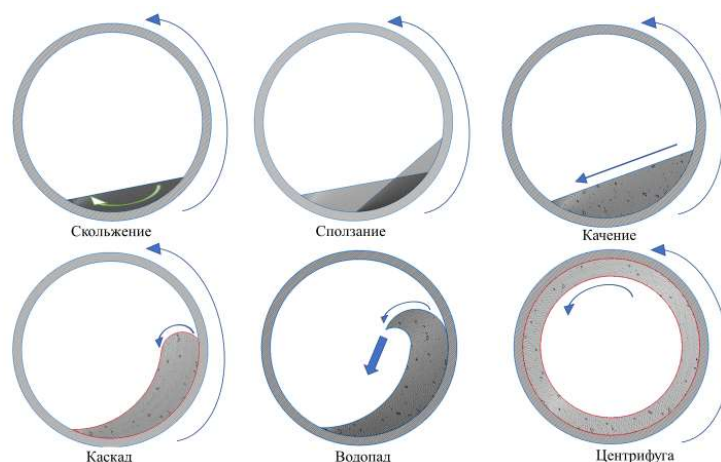 Скольжение
Сползание
Качение
Каскад
Водопад
Центрифуга